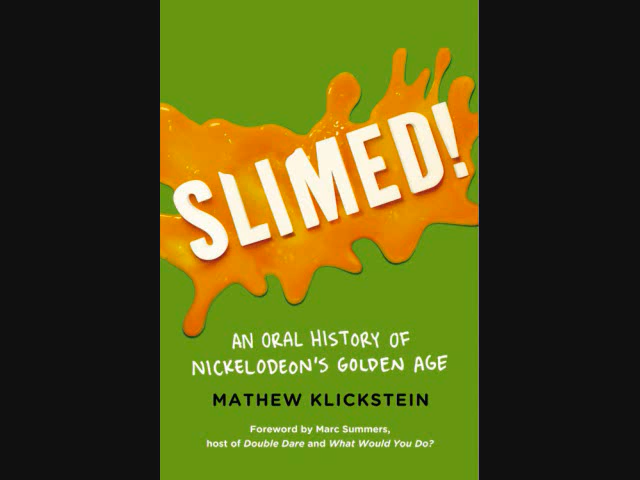 SLIMED!
AN ORAL HISTORY OF
NICKELODEON'S GOLDEN AGE
MATHEW KLICKSTEIN
Foreword by Marc Summers,
host of Double Dare and What Would You Do?